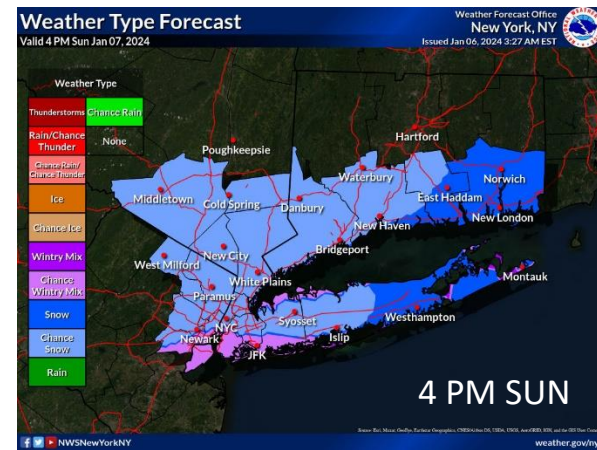 Weather Type Forecast
Valid 4 PM Sun Jan 07, 2024
Weather Forecast Office
New York, NY
Issued Jan 06, 2024 3:27 AM EST
Weather Type
Thunderstorms
Chance Rain
Rain/Chance
Thunder
None
Chance Rain/
Chance Thunder
Ice
Chance Ice
Wintry Mix
Chance
Wintry Mix
Snow
Chance
Snow
Rain
Poughkeepsie
Hartford
Waterbury
Norwich
Middletown
Cold Spring
Danbury
East Haddam
New London
New Haven
Bridgeport
New City
West Milford
White Plains
Montauk
Paramus
NYC
Syosset
Westhampton
Newark
JFK
Islip
4 PM SUN
NWSNewYorkNY
weather.gov/ny